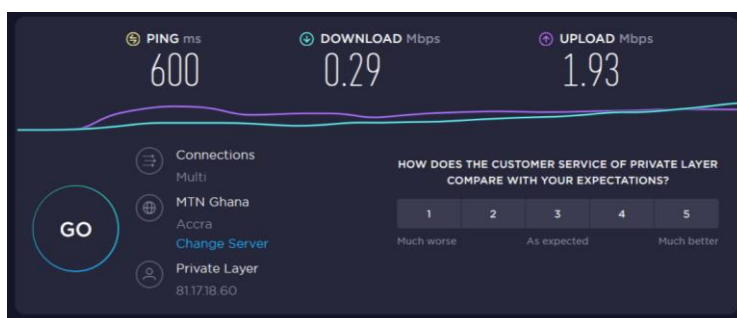 PING ms
DOWNLOAD Mbps
UPLOAD Mbps
600
0.29
1.93
GO
Connections
Multi
MTN Ghana
Accra
Change Server
Private Layer
81.17.18.60
HOW DOES THE CUSTOMER SERVICE OF PRIVATE LAYER
COMPARE WITH YOUR EXPECTATIONS?
1 2 3 4 5
Much worse As expected Much better